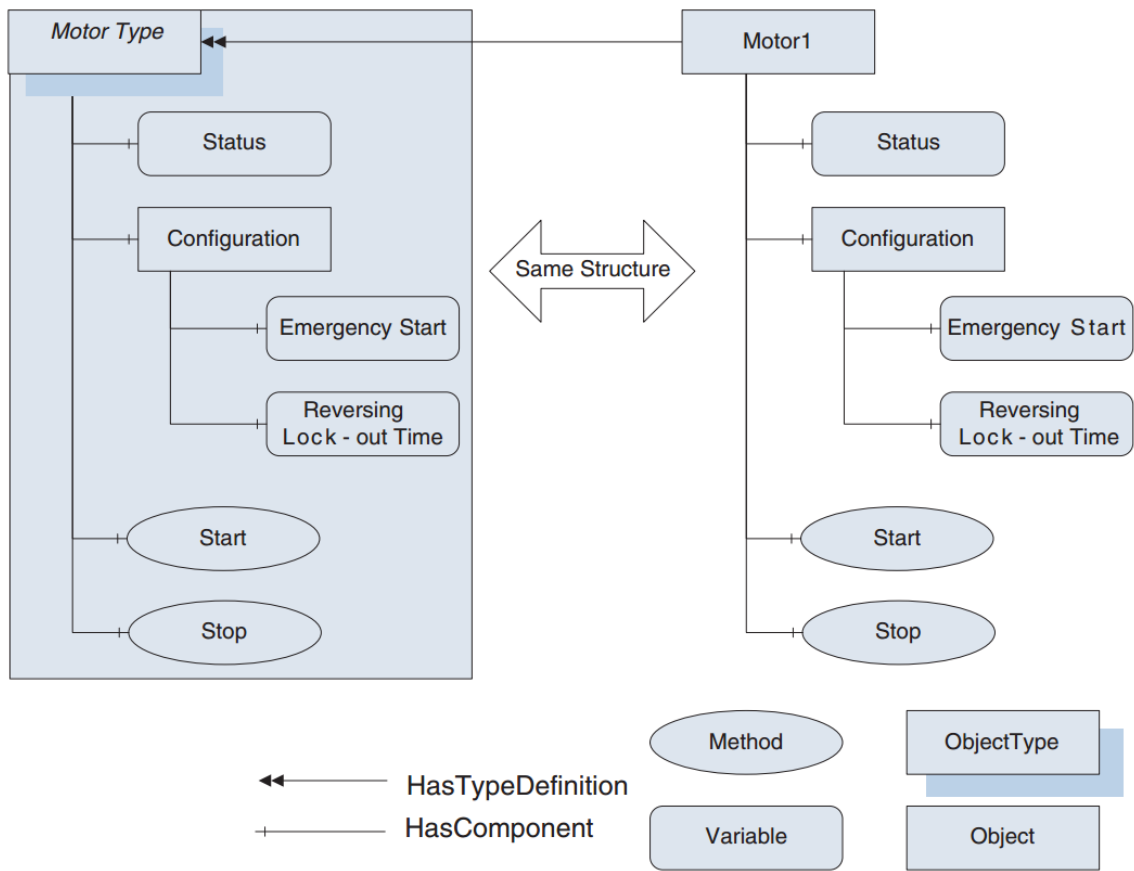 Motor Type
Motor1
Status
Status
Configuration
Configuration
Same Structure
Emergency Start
Emergency Start
Reversing
Lock - out Time
Reversing
Lock - out Time
Start
Start
Stop
Stop
Method
ObjectType
HasTypeDefinition
HasComponent
Variable
Object